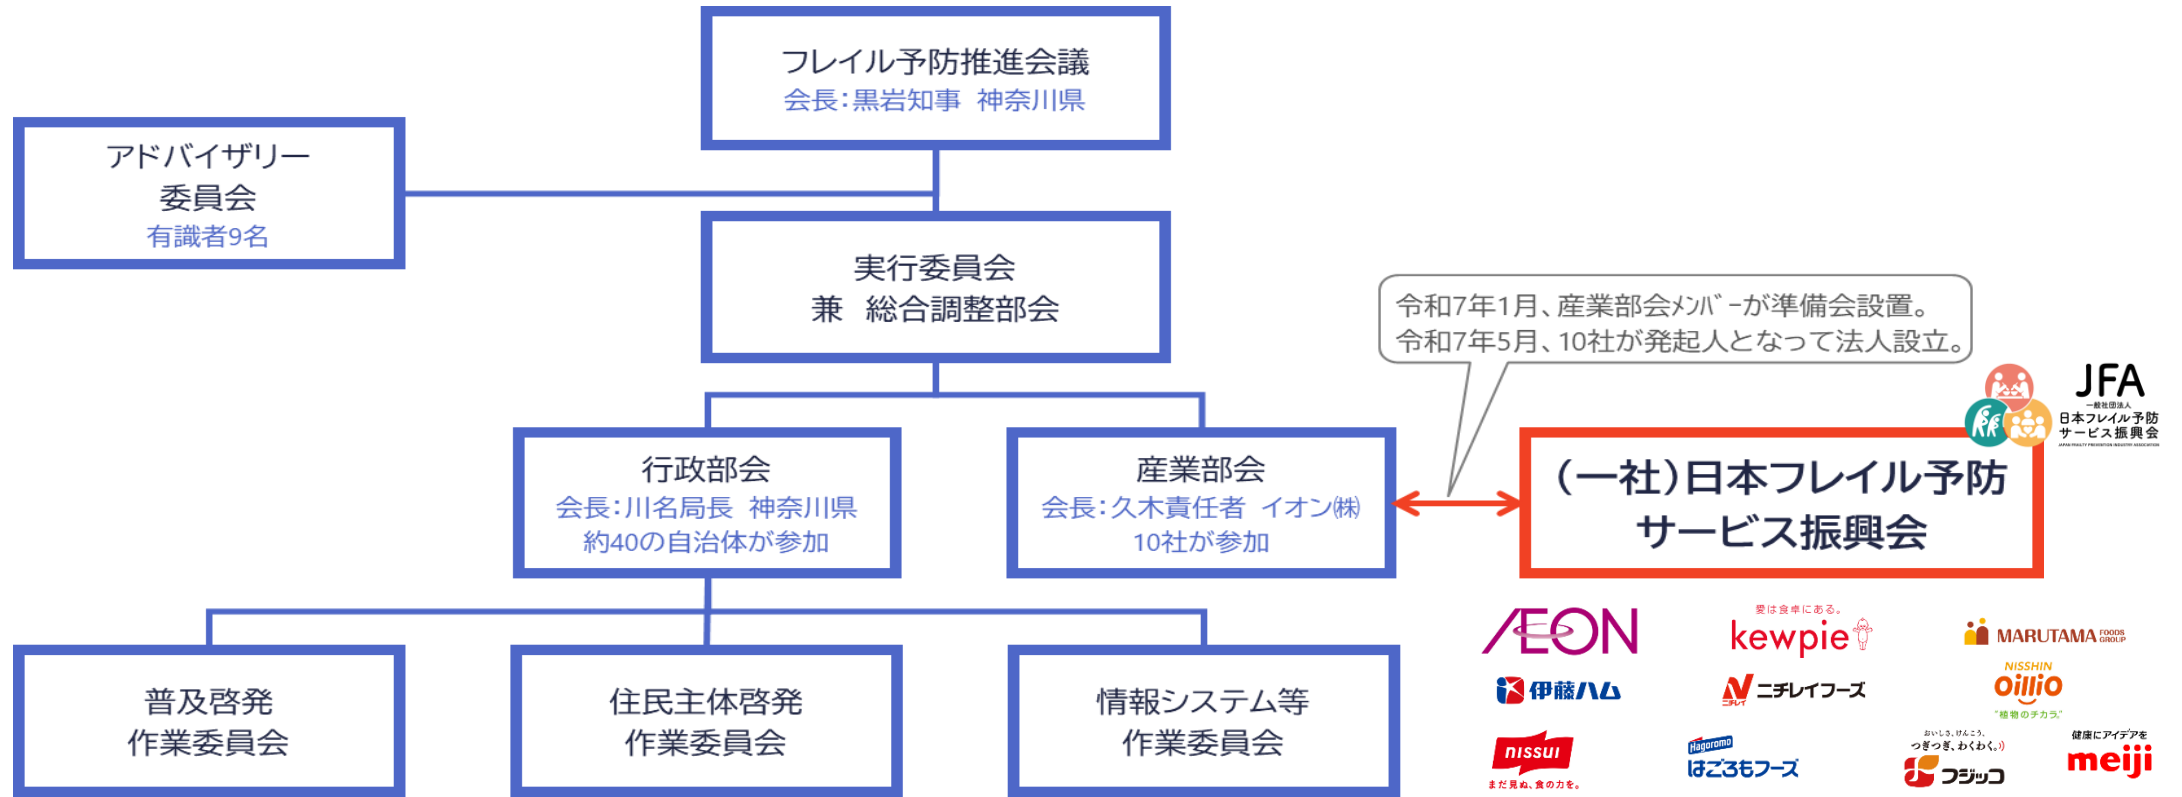 フレイル予防推進会議
会長：黒岩知事　神奈川県
アドバイザリー
委員会
有識者9名
実行委員会
兼　総合調整部会
令和7年1月、産業部会ﾒﾝﾊﾞｰが準備会設置。
令和7年5月、10社が発起人となって法人設立。
JFA
一般社団法人
日本フレイル予防
サービス振興会
JAPAN FRAILTY PREVENTION INDUSTRY ASSOCIATION
行政部会
会長：川名局長　神奈川県
約40の自治体が参加
産業部会
会長：久木責任者　イオン㈱
10社が参加
（一社）日本フレイル予防
サービス振興会
普及啓発
作業委員会
住民主体啓発
作業委員会
情報システム等
作業委員会
ÆON
愛は食卓にある。
kewpie
MARUTAMA FOODS GROUP
伊藤ハム
ニチレイ
ニチレイフーズ
NISSHIN
OilliO
"植物のチカラ。"
nissui
まだ見ぬ、食の力を。
Hagoromo
はごろもフーズ
おいしさ、けんこう、
つぎつぎ、わくわく。
フジッコ
健康にアイデアを
meiji